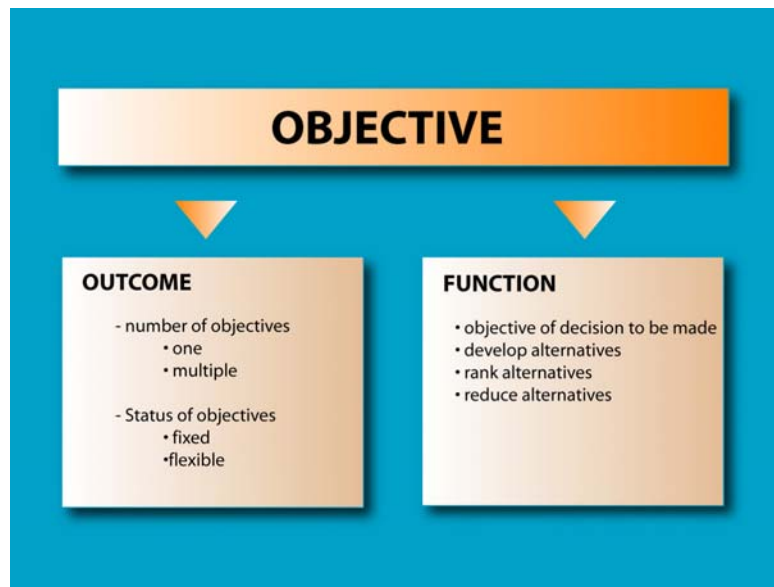 OBJECTIVE
OUTCOME
- number of objectives
• one
• multiple
- Status of objectives
• fixed
•flexible
FUNCTION
• objective of decision to be made
• develop alternatives
• rank alternatives
• reduce alternatives